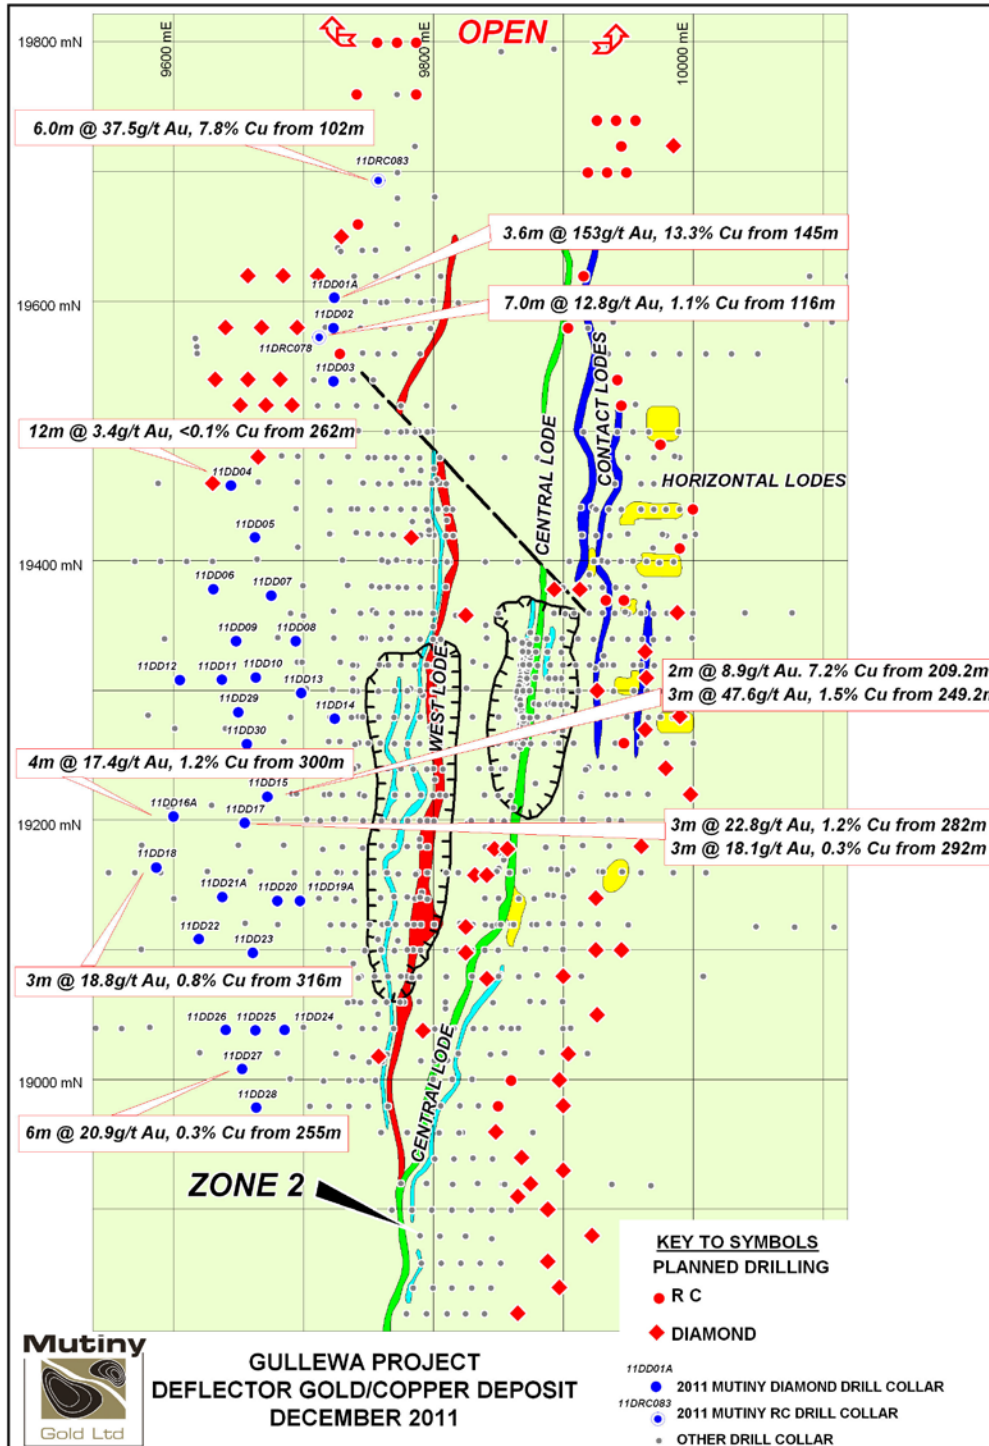 OPEN
9600 mE
9800 mE
10000 mE
19800 mN
6.0m @ 37.5g/t Au, 7.8% Cu from 102m
11DRC083
3.6m @ 153g/t Au, 13.3% Cu from 145m
11DD01A
19600 mN
7.0m @ 12.8g/t Au, 1.1% Cu from 116m
11DD02
11DRC078
11DD03
CENTRAL LODE
CONTACT LODES
12m @ 3.4g/t Au, <0.1% Cu from 262m
11DD04
HORIZONTAL LODES
11DD05
19400 mN
11DD06
11DD07
11DD09
11DD08
11DD12
11DD11
11DD10
11DD13
11DD29
11DD14
WEST LODE
2m @ 8.9g/t Au. 7.2% Cu from 209.2m
3m @ 47.6g/t Au, 1.5% Cu from 249.2m
11DD30
4m @ 17.4g/t Au, 1.2% Cu from 300m
11DD15
11DD16A
11DD17
19200 mN
3m @ 22.8g/t Au, 1.2% Cu from 282m
3m @ 18.1g/t Au, 0.3% Cu from 292m
11DD18
11DD21A
11DD20
11DD19A
11DD22
11DD23
3m @ 18.8g/t Au, 0.8% Cu from 316m
11DD26
11DD25
11DD24
11DD27
19000 mN
CENTRAL LODE
11DD28
6m @ 20.9g/t Au, 0.3% Cu from 255m
ZONE 2
KEY TO SYMBOLS
PLANNED DRILLING
R C
DIAMOND
11DD01A
2011 MUTINY DIAMOND DRILL COLLAR
11DRC083
2011 MUTINY RC DRILL COLLAR
OTHER DRILL COLLAR
Mutiny
Gold Ltd
GULLEWA PROJECT
DEFLECTOR GOLD/COPPER DEPOSIT
DECEMBER 2011